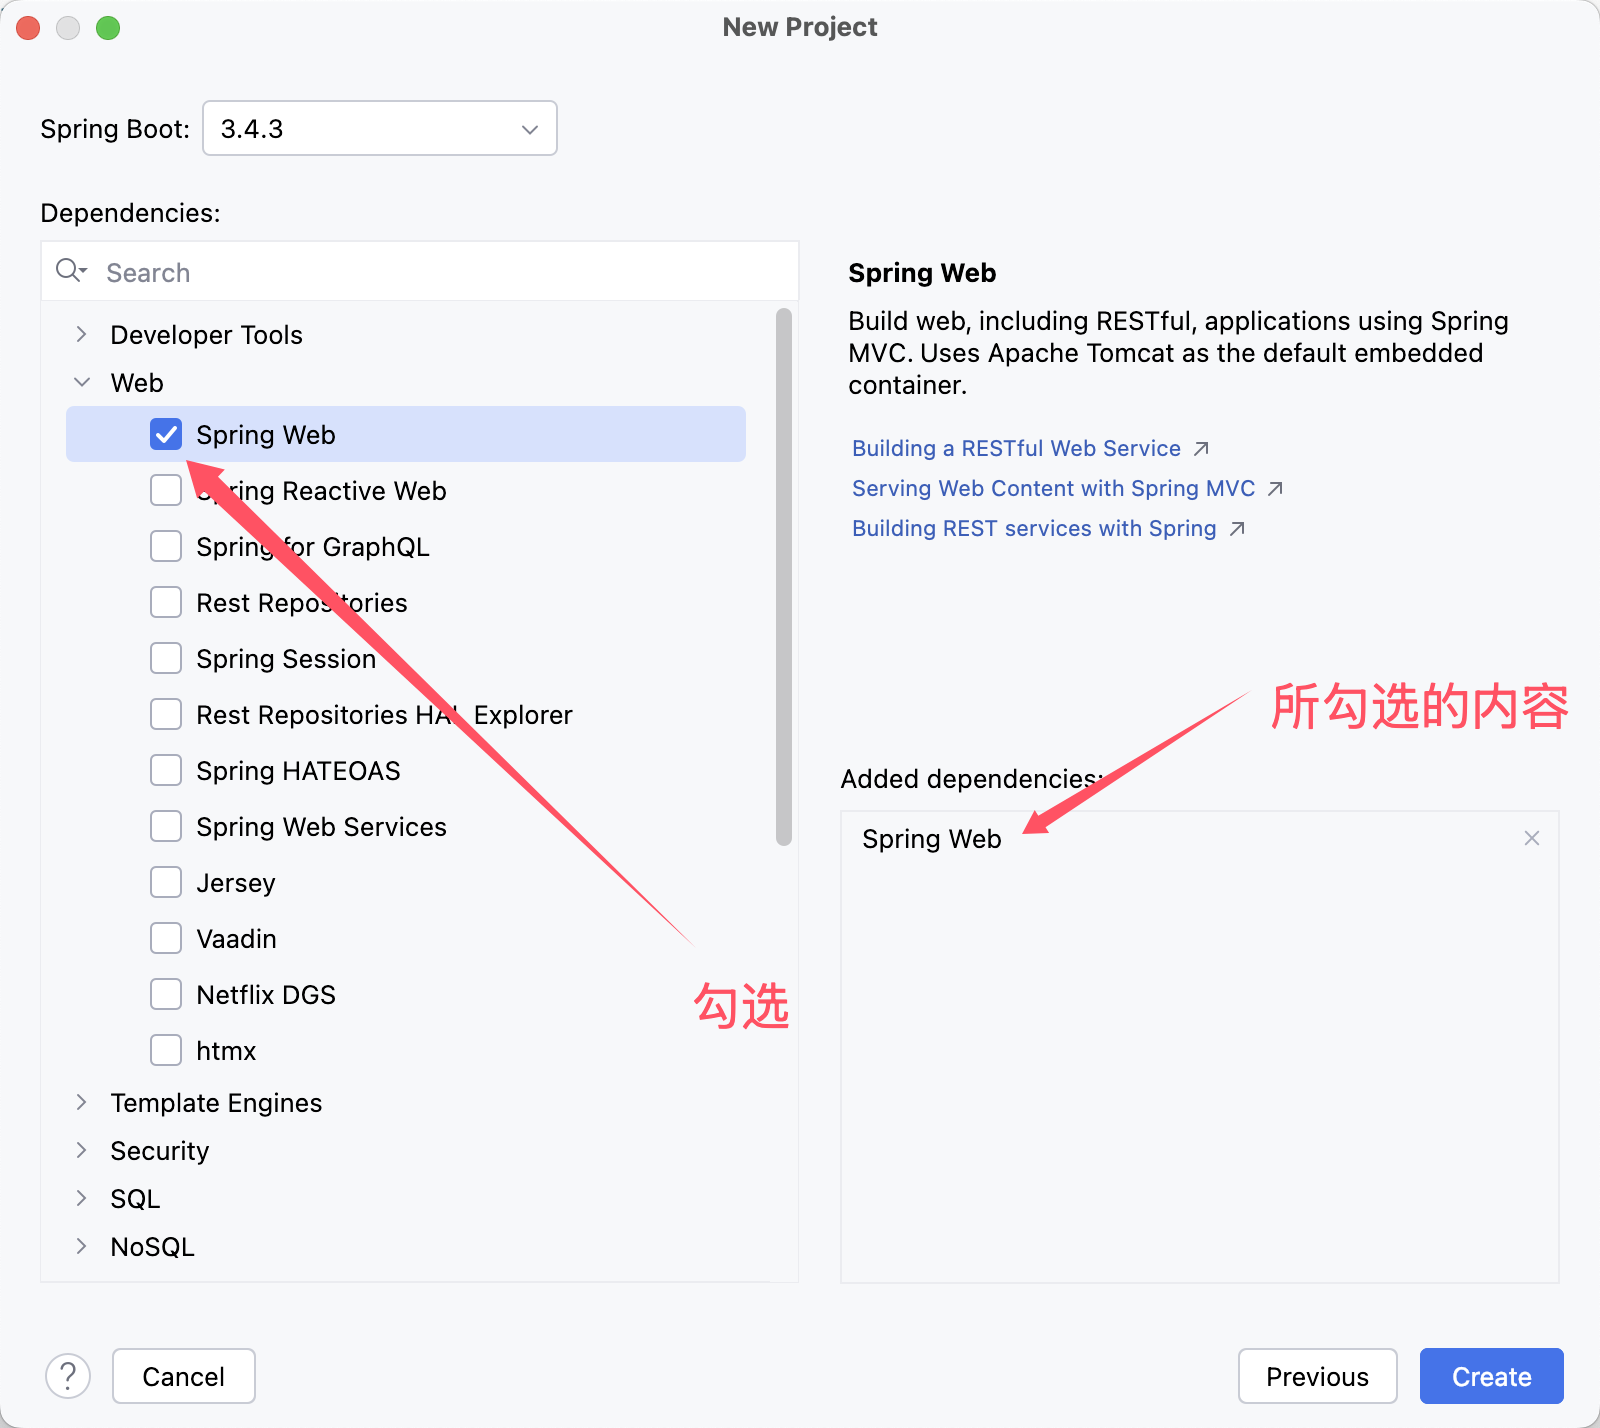 New Project
Spring Boot: 3.4.3
Dependencies:
Search
Developer Tools
Web
Spring Web
Spring Reactive Web
Spring for GraphQL
Rest Repositories
Spring Session
Rest Repositories HAL Explorer
Spring HATEOAS
Spring Web Services
Jersey
Vaadin
Netflix DGS
htmx
Template Engines
Security
SQL
NoSQL
勾选
Spring Web
Build web, including RESTful, applications using Spring
MVC. Uses Apache Tomcat as the default embedded
container.
Building a RESTful Web Service
Serving Web Content with Spring MVC
Building REST services with Spring
所勾选的内容
Added dependencies:
Spring Web
?
Cancel
Previous
Create